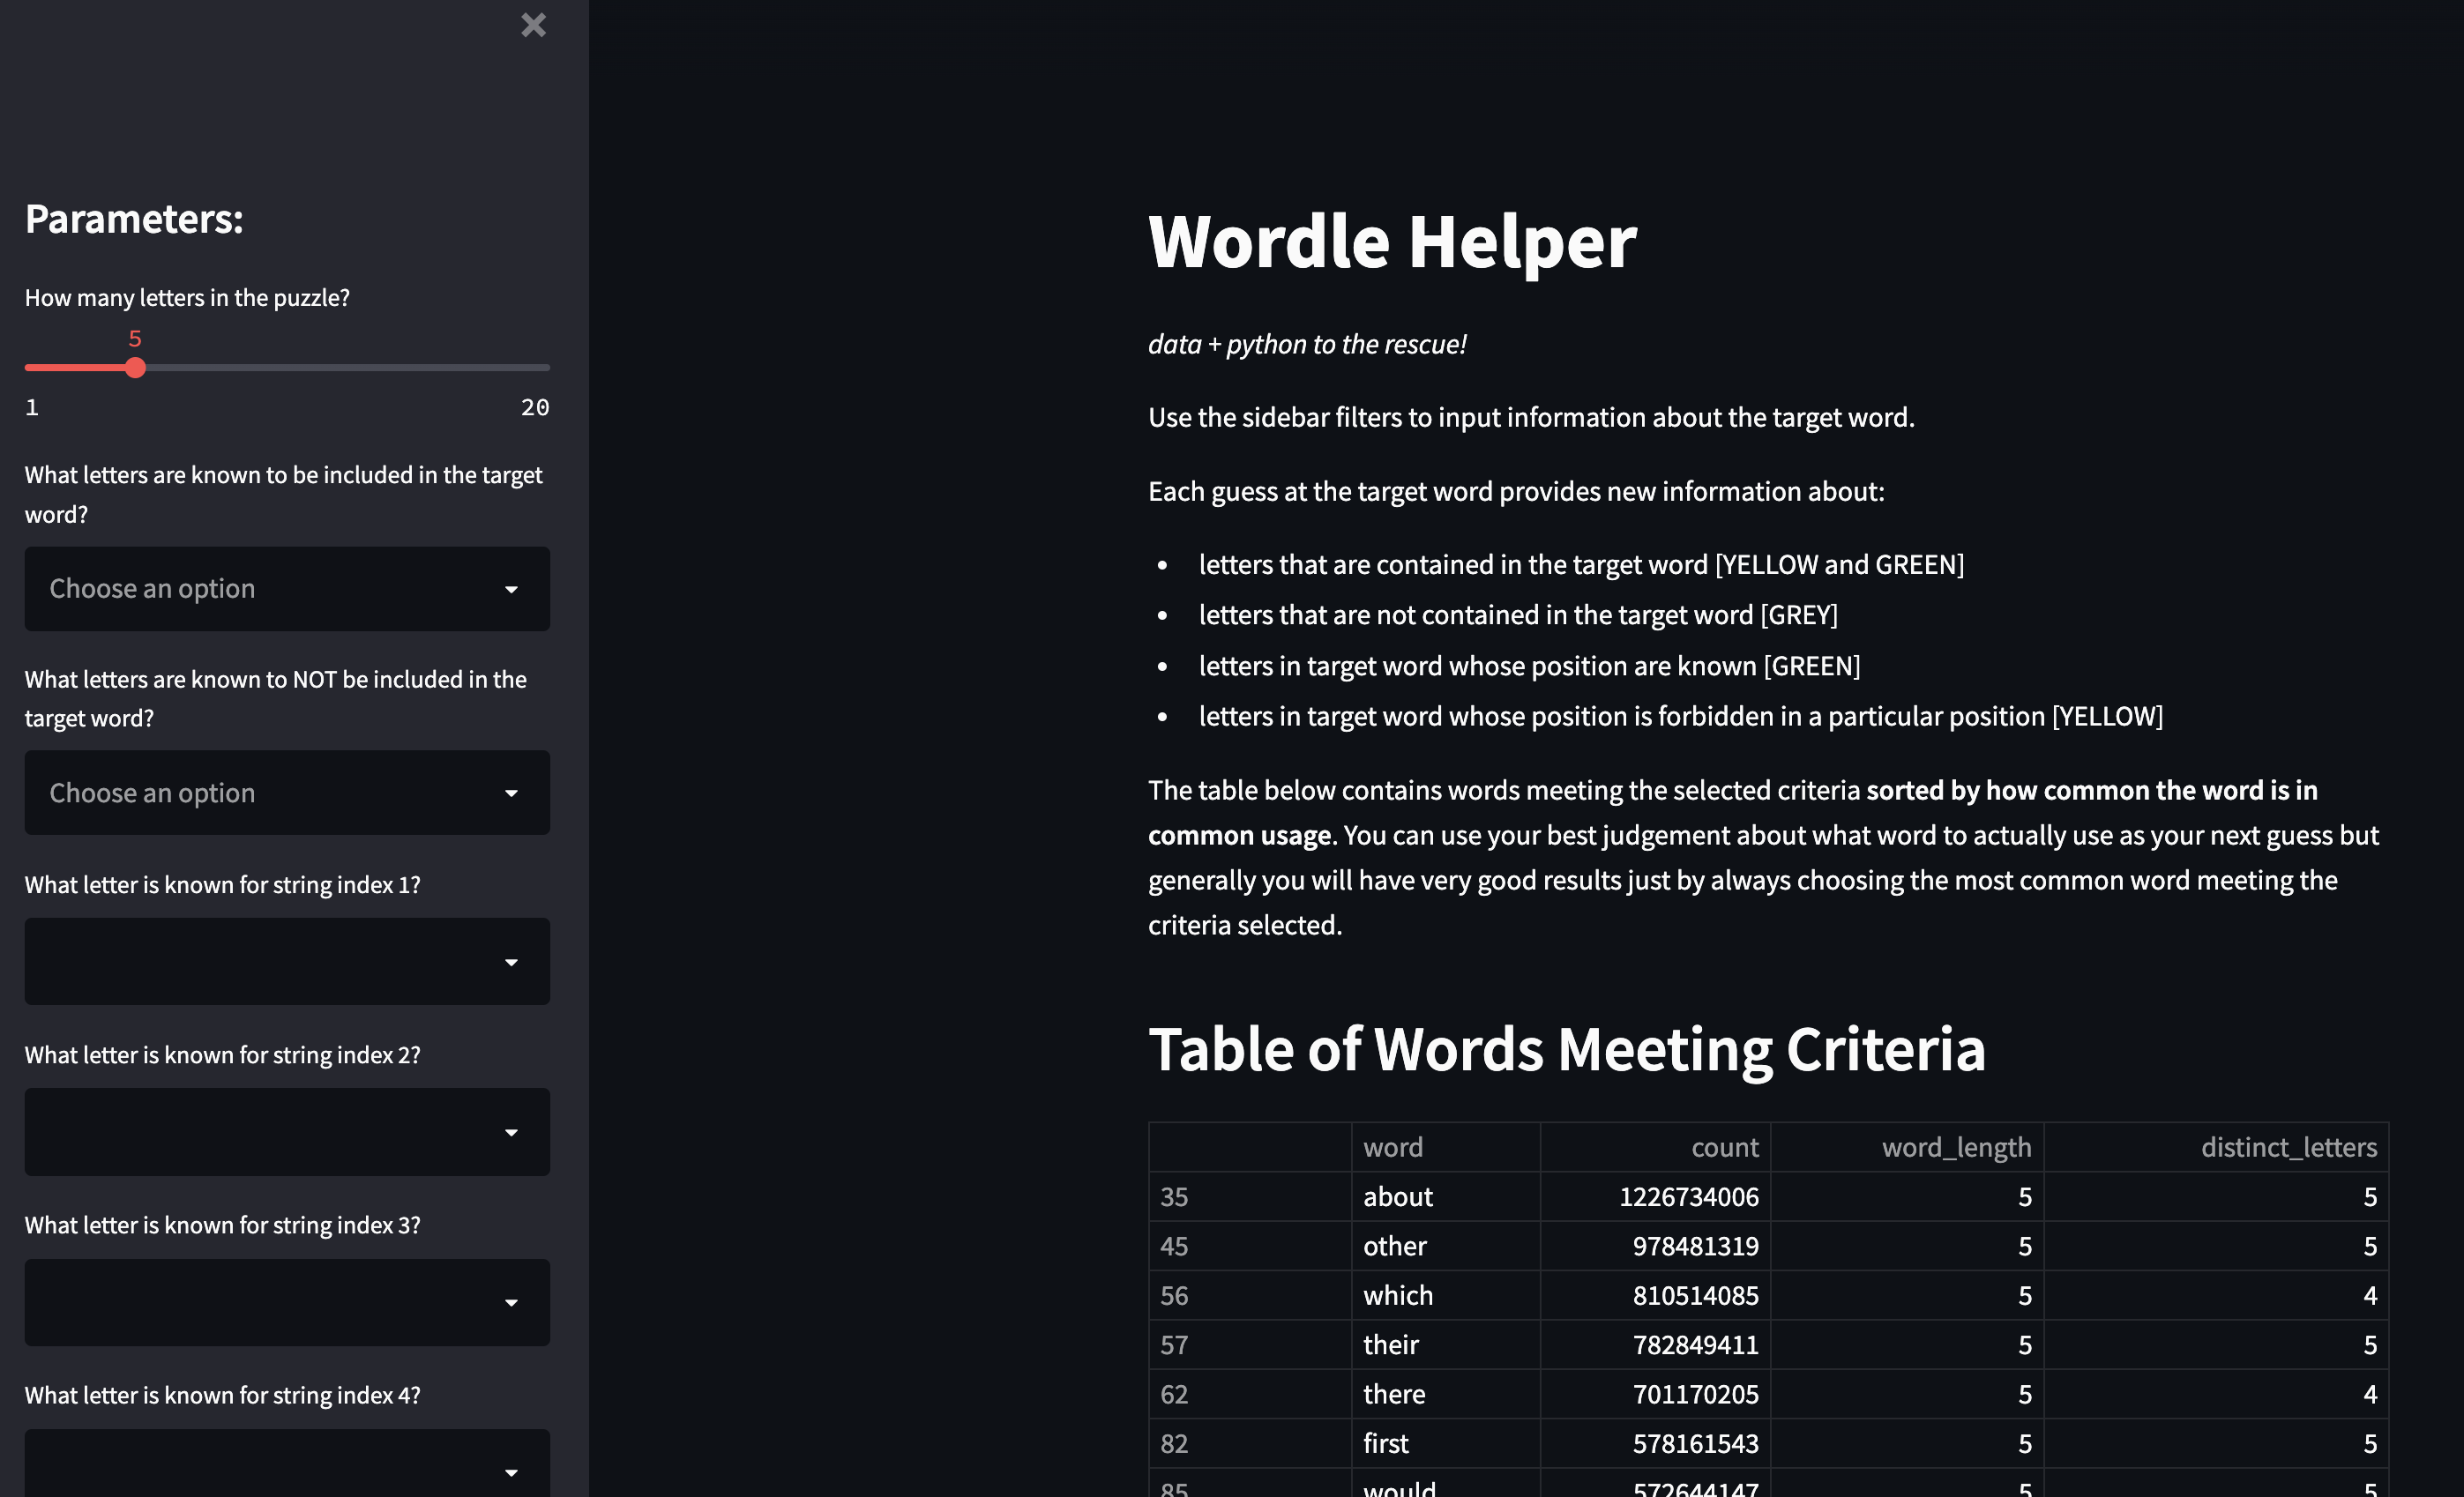 Parameters:
How many letters in the puzzle?
5
1 20
What letters are known to be included in the target
word?
Choose an option
What letters are known to NOT be included in the
target word?
Choose an option
What letter is known for string index 1?
What letter is known for string index 2?
What letter is known for string index 3?
What letter is known for string index 4?
Wordle Helper
data + python to the rescue!
Use the sidebar filters to input information about the target word.
Each guess at the target word provides new information about:
• letters that are contained in the target word [YELLOW and GREEN]
• letters that are not contained in the target word [GREY]
• letters in target word whose position are known [GREEN]
• letters in target word whose position is forbidden in a particular position [YELLOW]
The table below contains words meeting the selected criteria sorted by how common the word is in
common usage. You can use your best judgement about what word to actually use as your next guess but
generally you will have very good results just by always choosing the most common word meeting the
criteria selected.
Table of Words Meeting Criteria
word count word_length distinct_letters
35 about 1226734006 5 5
45 other 978481319 5 5
56 which 810514085 5 4
57 their 782849411 5 5
62 there 701170205 5 4
82 first 578161543 5 5
85 would 572644147 5 5